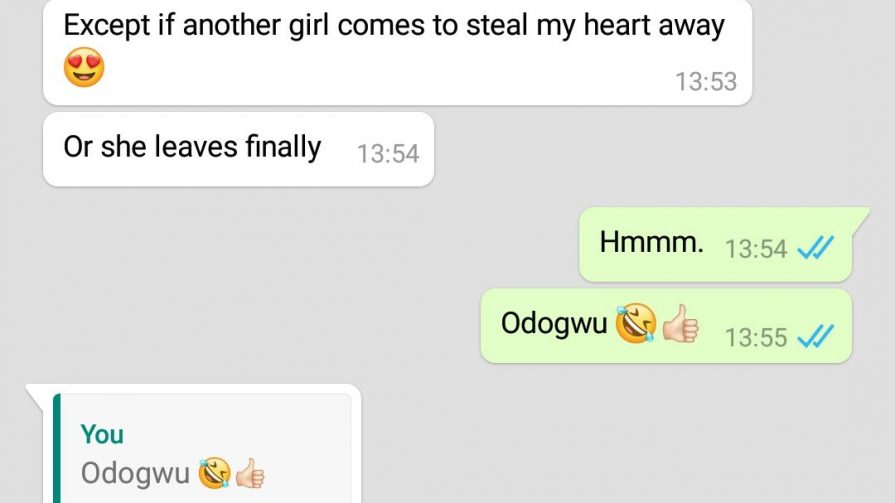 Except if another girl comes to steal my heart away
😍
13:53
Or she leaves finally 13:54
Hmmm. 13:54
Odogwu 🤣👍🏻 13:55
You
Odogwu 🤣👍🏻